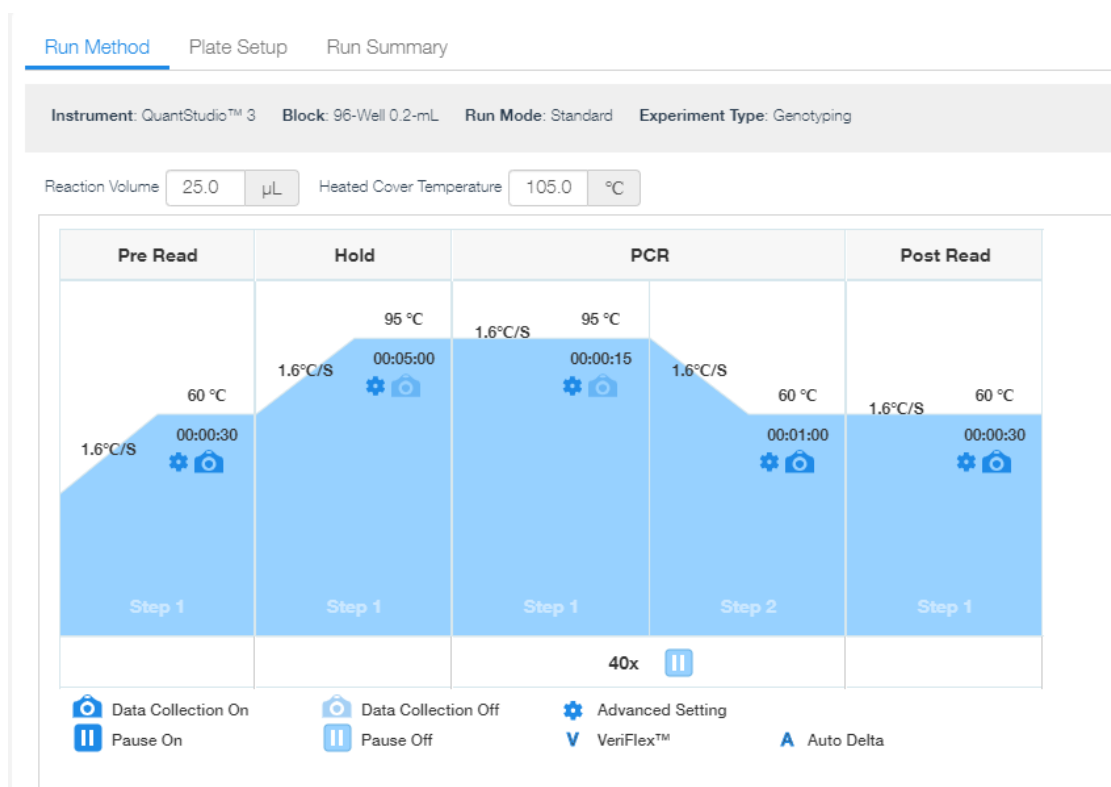 Run Method Plate Setup Run Summary
Instrument: QuantStudio™ 3 Block: 96-Well 0.2-mL Run Mode: Standard Experiment Type: Genotyping
Reaction Volume 25.0 µL Heated Cover Temperature 105.0 °C
Pre Read Hold PCR Post Read
95 °C 95 °C
1.6°C/S
00:05:00 00:00:15
1.6°C/S 1.6°C/S
60 °C 60 °C 60 °C
1.6°C/S
00:00:30 00:01:00 00:00:30
1.6°C/S
Step 1 Step 1 Step 1 Step 2 Step 1
40x
Data Collection On Data Collection Off Advanced Setting
Pause On Pause Off V VeriFlex™ A Auto Delta